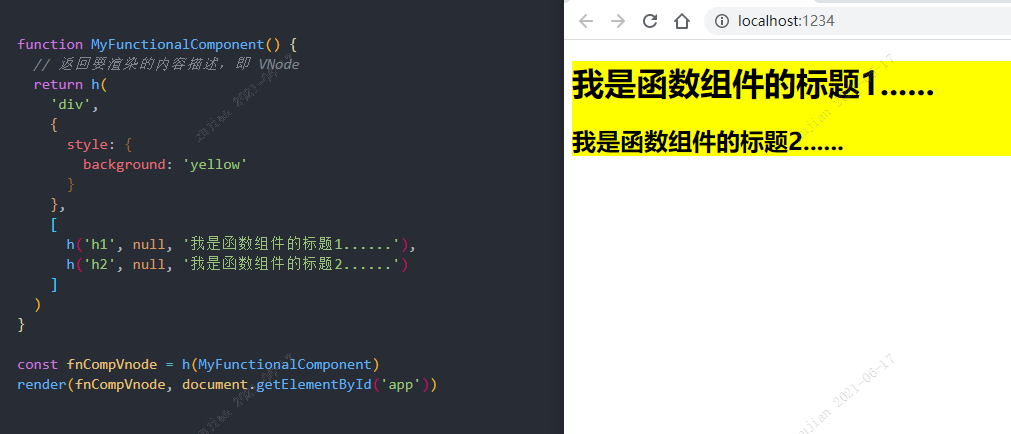 function MyFunctionalComponent() {
  // 返回要渲染的内容描述，即 VNode
  return h(
    'div',
    {
      style: {
        background: 'yellow'
      }
    },
    [
      h('h1', null, '我是函数组件的标题1......'),
      h('h2', null, '我是函数组件的标题2......')
    ]
  )
}
const fnCompVnode = h(MyFunctionalComponent)
render(fnCompVnode, document.getElementById('app'))
localhost:1234
我是函数组件的标题1......
我是函数组件的标题2......
2021-06-17